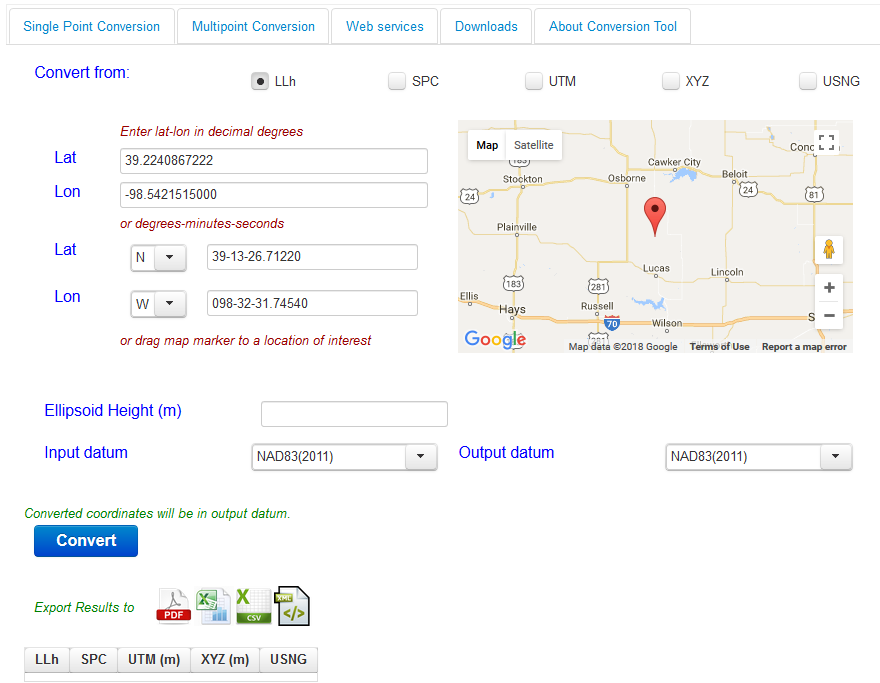 Single Point Conversion Multipoint Conversion Web services Downloads About Conversion Tool
Convert from:
LLh SPC UTM XYZ USNG
Enter lat-lon in decimal degrees
Lat 39.2240867222
Lon -98.5421515000
or degrees-minutes-seconds
Lat N 39-13-26.71220
Lon W 098-32-31.74540
or drag map marker to a location of interest
Map Satellite
183
Stockton
Osborne
Cawker City
Beloit
Conc
24
24
81
Plainville
Lucas
Lincoln
183
281
Ellis
Hays
Russell
70
Wilson
S
Google
Map data ©2018 Google Terms of Use Report a map error
Ellipsoid Height (m)
Input datum NAD83(2011) Output datum NAD83(2011)
Converted coordinates will be in output datum.
Convert
Export Results to
PDF
X
X CSV
XML </>
LLh SPC UTM (m) XYZ (m) USNG